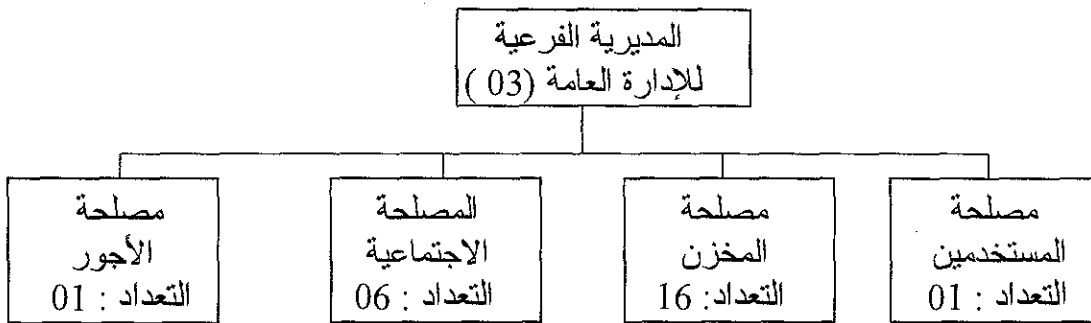 المديرية الفرعية
للإدارة العامة (03 )
مصلحة
المستخدمين
التعداد : 01
مصلحة
المخزن
التعداد: 16
المصلحة
الاجتماعية
التعداد : 06
مصلحة
الأجور
التعداد : 01